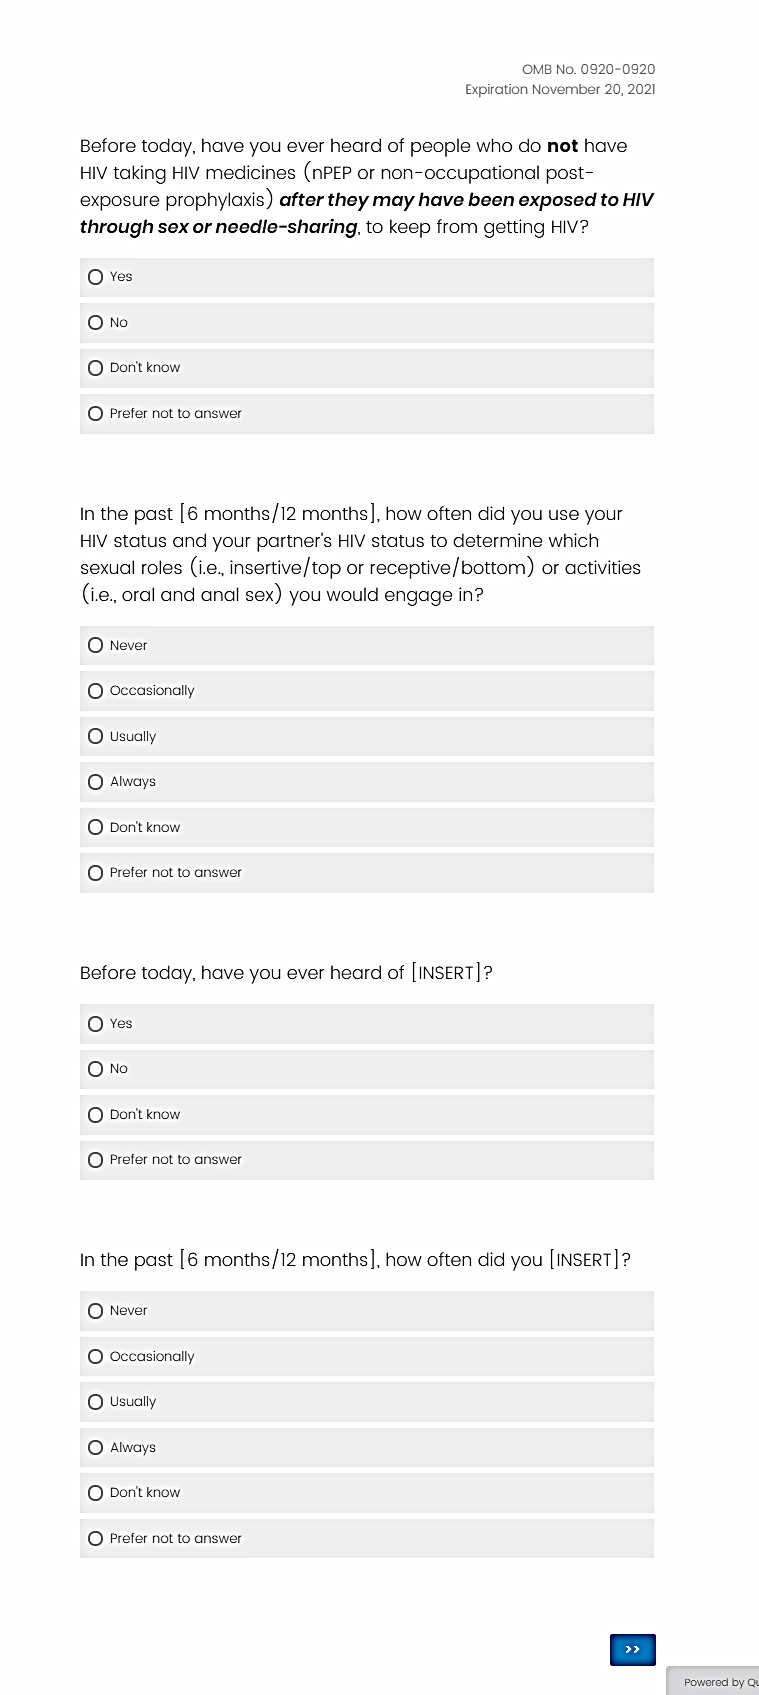 OMB No. 0920-0920
Expiration November 20, 2021
Before today, have you ever heard of people who do not have
HIV taking HIV medicines (nPEP or non-occupational post-
exposure prophylaxis) after they may have been exposed to HIV
through sex or needle-sharing, to keep from getting HIV?
Yes
No
Don't know
Prefer not to answer
In the past [6 months/12 months], how often did you use your
HIV status and your partner's HIV status to determine which
sexual roles (i.e., insertive/top or receptive/bottom) or activities
(i.e., oral and anal sex) you would engage in?
Never
Occasionally
Usually
Always
Don't know
Prefer not to answer
Before today, have you ever heard of [INSERT]?
Yes
No
Don't know
Prefer not to answer
In the past [6 months/12 months], how often did you [INSERT]?
Never
Occasionally
Usually
Always
Don't know
Prefer not to answer
>>
Powered by Qu